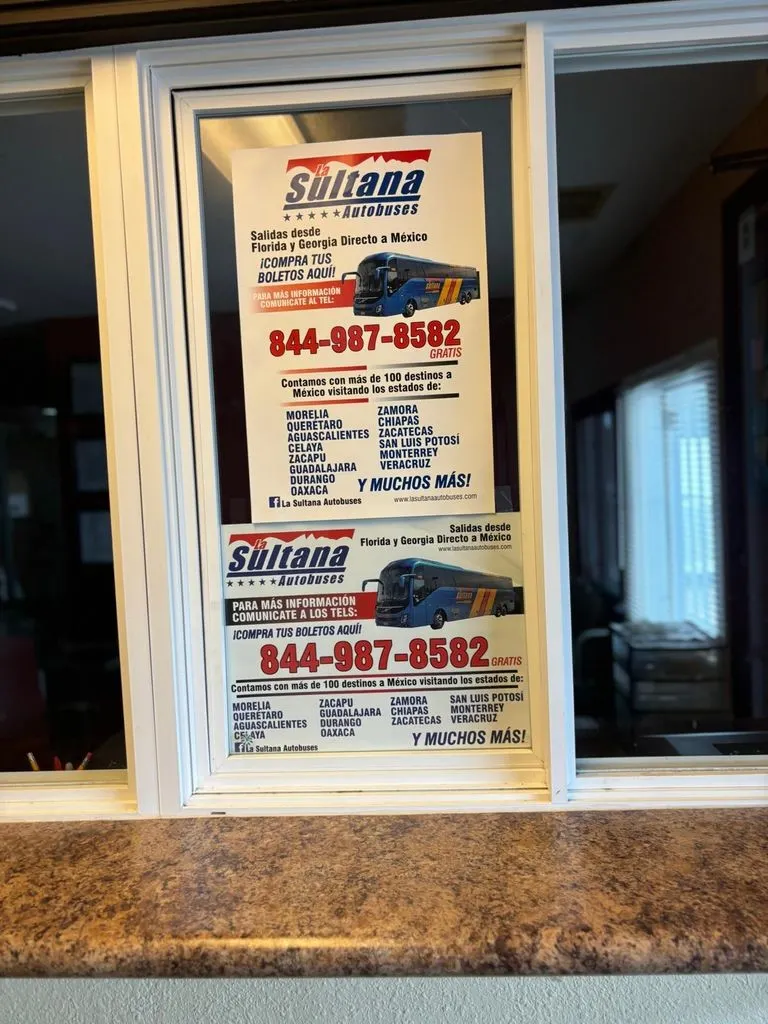 La
Sultana
Autobuses
Salidas desde
Florida y Georgia Directo a México
¡COMPRA TUS
BOLETOS AQUÍ!
PARA MÁS INFORMACIÓN
COMUNICATE AL TEL:
Sultana
844-987-8582
GRATIS
Contamos con más de 100 destinos a
México visitando los estados de:
MORELIA
QUERÉTARO
AGUASCALIENTES
CELAYA
ZACAPU
GUADALAJARA
DURANGO
OAXACA
ZAMORA
CHIAPAS
ZACATECAS
SAN LUIS POTOSÍ
MONTERREY
VERACRUZ
Y MUCHOS MÁS!
f La Sultana Autobuses
www.lasultanaautobuses.com
La
Sultana
Autobuses
Salidas desde
Florida y Georgia Directo a México
www.lasultanaautobuses.com
PARA MÁS INFORMACIÓN
COMUNICATE A LOS TELS:
Sultana
¡COMPRA TUS BOLETOS AQUÍ!
844-987-8582 GRATIS
Contamos con más de 100 destinos a México visitando los estados de:
MORELIA
QUERÉTARO
AGUASCALIENTES
CELAYA
ZACAPU
GUADALAJARA
DURANGO
OAXACA
ZAMORA
CHIAPAS
ZACATECAS
SAN LUIS POTOSÍ
MONTERREY
VERACRUZ
f La Sultana Autobuses
Y MUCHOS MÁS!